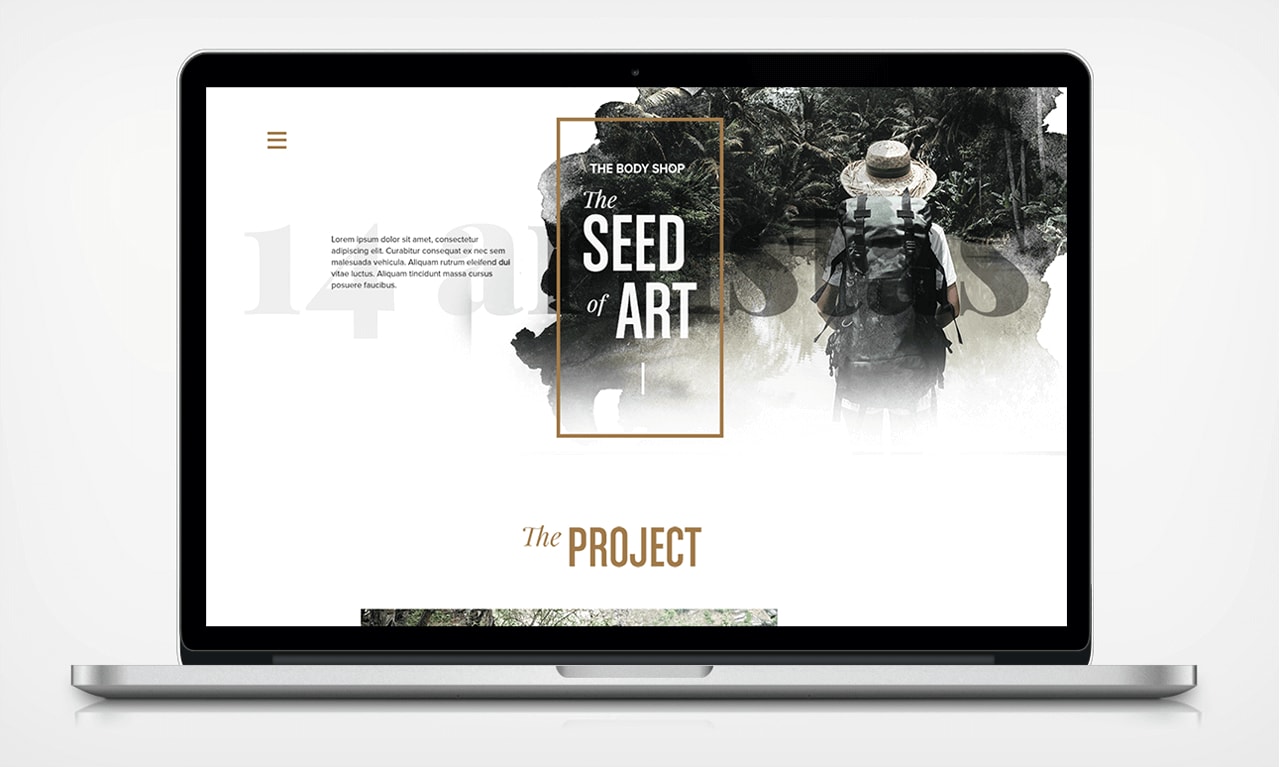 14 artistas
Lorem ipsum dolor sit amet, consectetur
adipiscing elit. Curabitur consequat ex nec sem
malesuada vehicula. Aliquam rutrum eleifend dui
vitae luctus. Aliquam tincidunt massa cursus
posuere faucibus.
THE BODY SHOP
The
SEED
of ART
The PROJECT